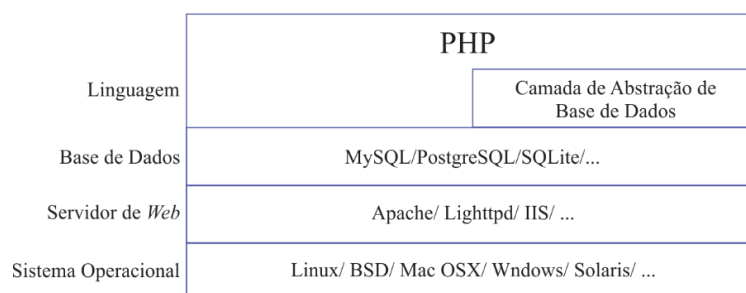 PHP
Linguagem
Camada de Abstração de
Base de Dados
Base de Dados
MySQL/PostgreSQL/SQLite/...
Servidor de Web
Apache/ Lighttpd/ IIS/ ...
Sistema Operacional
Linux/ BSD/ Mac OSX/ Wndows/ Solaris/ ...